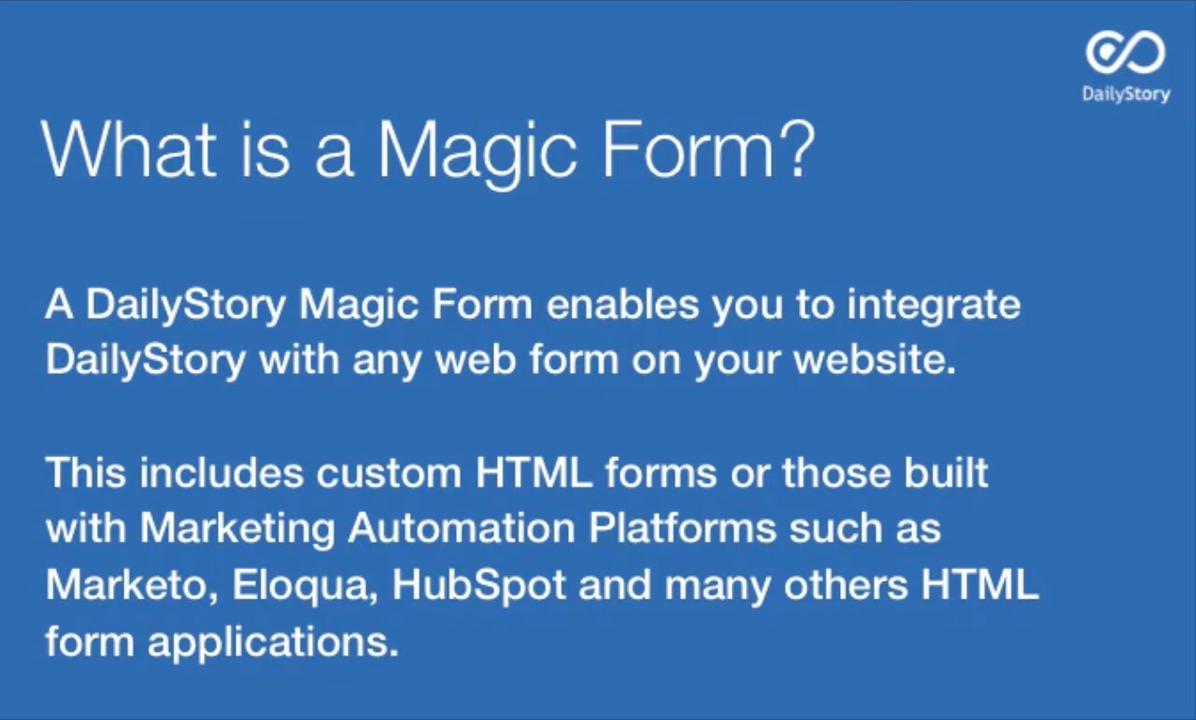 DailyStory
What is a Magic Form?
A DailyStory Magic Form enables you to integrate
DailyStory with any web form on your website.
This includes custom HTML forms or those built
with Marketing Automation Platforms such as
Marketo, Eloqua, HubSpot and many others HTML
form applications.